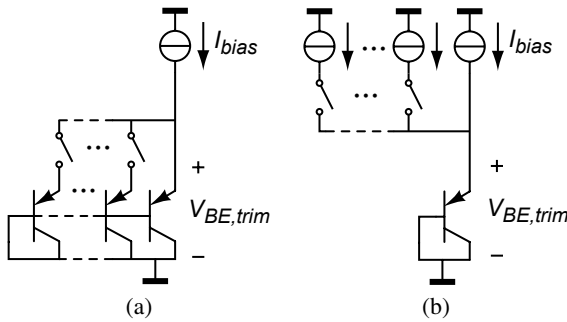 I_bias
+
V_BE,trim
−
(a)
I_bias
+
V_BE,trim
−
(b)